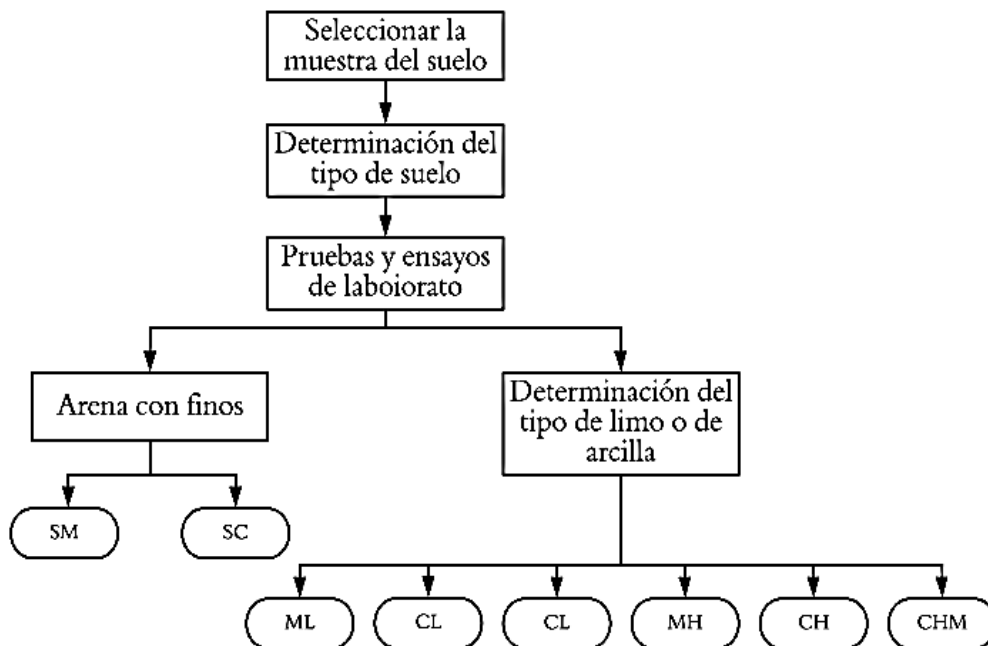 Seleccionar la
muestra del suelo
Determinación del
tipo de suelo
Pruebas y ensayos
de laboiorato
Arena con finos
Determinación del
tipo de limo o de
arcilla
SM
SC
ML
CL
CL
MH
CH
CHM